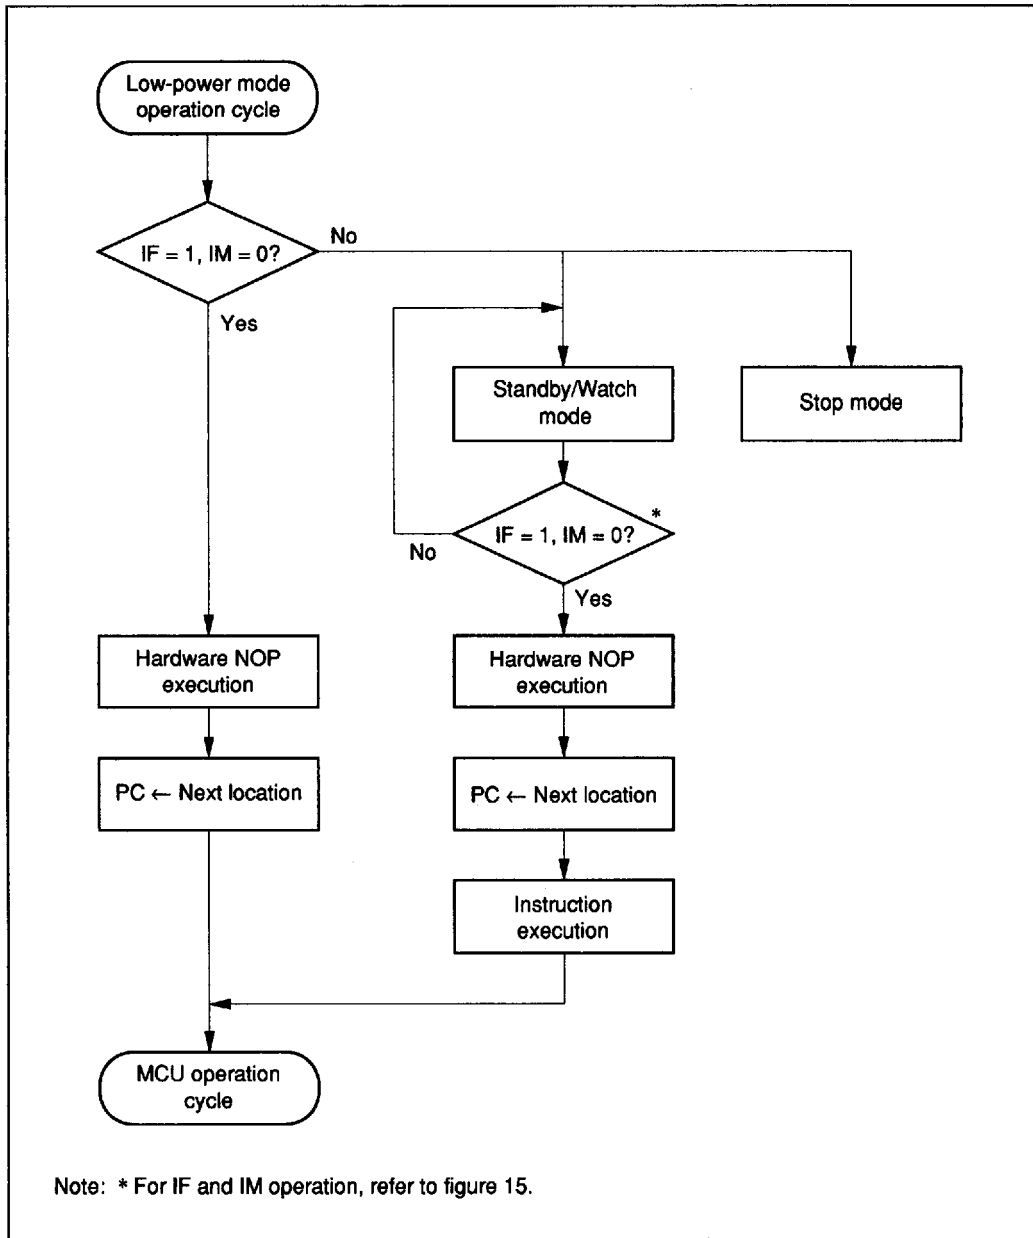 Low-power mode
operation cycle
IF = 1, IM = 0?
No
Yes
Standby/Watch
mode
Stop mode
IF = 1, IM = 0?
*
No
Yes
Hardware NOP
execution
Hardware NOP
execution
PC ← Next location
PC ← Next location
Instruction
execution
MCU operation
cycle
Note: * For IF and IM operation, refer to figure 15.